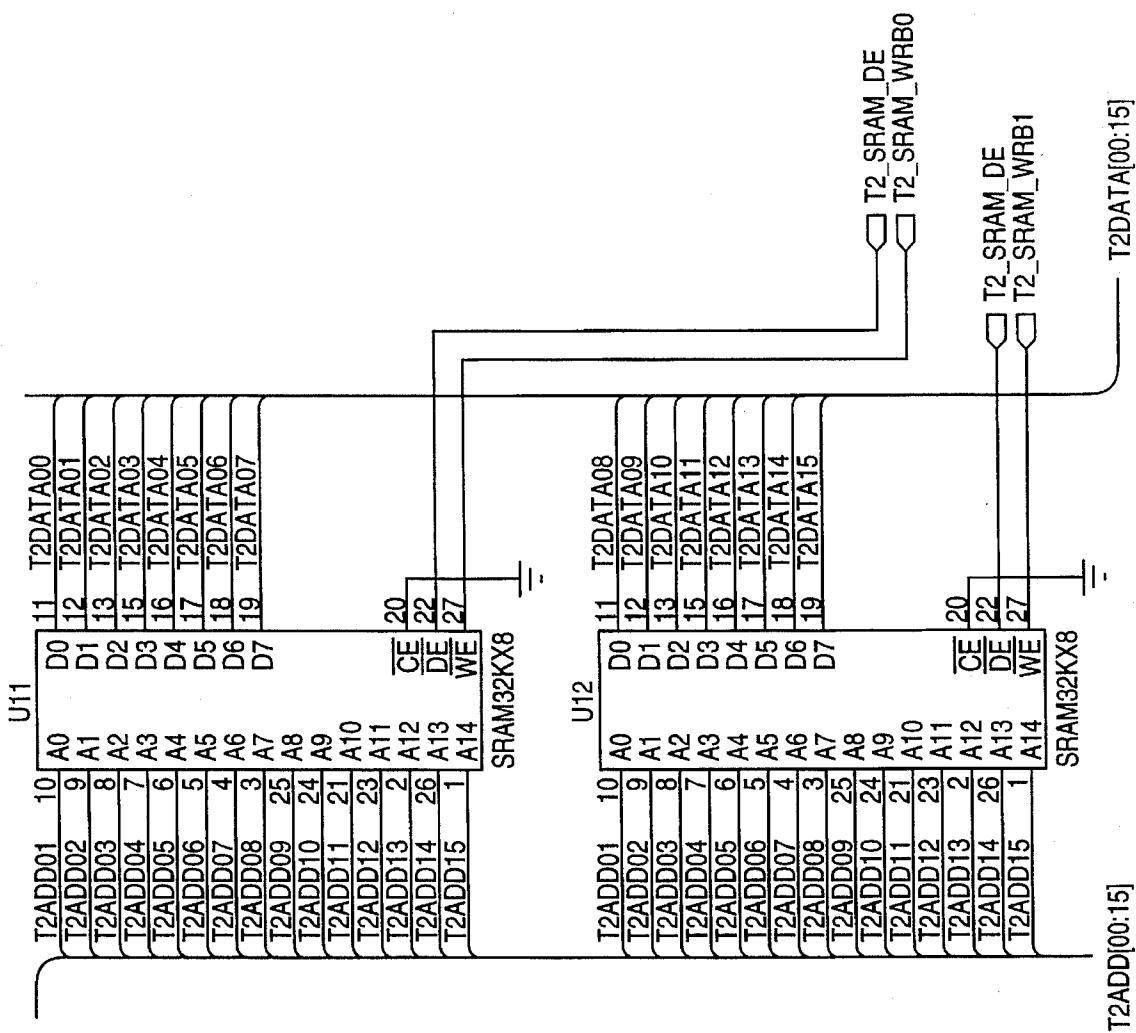 U11
T2ADD01 10 A0 D0 11 T2DATA00
T2ADD02 9 A1 D1 12 T2DATA01
T2ADD03 8 A2 D2 13 T2DATA02
T2ADD04 7 A3 D3 15 T2DATA03
T2ADD05 6 A4 D4 16 T2DATA04
T2ADD06 5 A5 D5 17 T2DATA05
T2ADD07 4 A6 D6 18 T2DATA06
T2ADD08 3 A7 D7 19 T2DATA07
T2ADD09 25 A8
T2ADD10 24 A9
T2ADD11 21 A10
T2ADD12 23 A11
T2ADD13 2 A12 CE 20
T2ADD14 26 A13 DE 22
T2ADD15 1 A14 WE 27
SRAM32KX8
U12
T2ADD01 10 A0 D0 11 T2DATA08
T2ADD02 9 A1 D1 12 T2DATA09
T2ADD03 8 A2 D2 13 T2DATA10
T2ADD04 7 A3 D3 15 T2DATA11
T2ADD05 6 A4 D4 16 T2DATA12
T2ADD06 5 A5 D5 17 T2DATA13
T2ADD07 4 A6 D6 18 T2DATA14
T2ADD08 3 A7 D7 19 T2DATA15
T2ADD09 25 A8
T2ADD10 24 A9
T2ADD11 21 A10
T2ADD12 23 A11
T2ADD13 2 A12 CE 20
T2ADD14 26 A13 DE 22
T2ADD15 1 A14 WE 27
SRAM32KX8
T2_SRAM_DE
T2_SRAM_WRB0
T2_SRAM_DE
T2_SRAM_WRB1
T2ADD[00:15]
T2DATA[00:15]